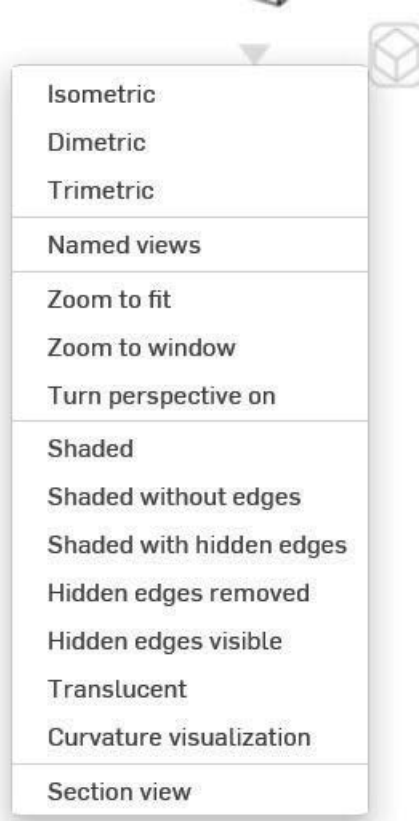 Isometric
Dimetric
Trimetric
Named views
Zoom to fit
Zoom to window
Turn perspective on
Shaded
Shaded without edges
Shaded with hidden edges
Hidden edges removed
Hidden edges visible
Translucent
Curvature visualization
Section view